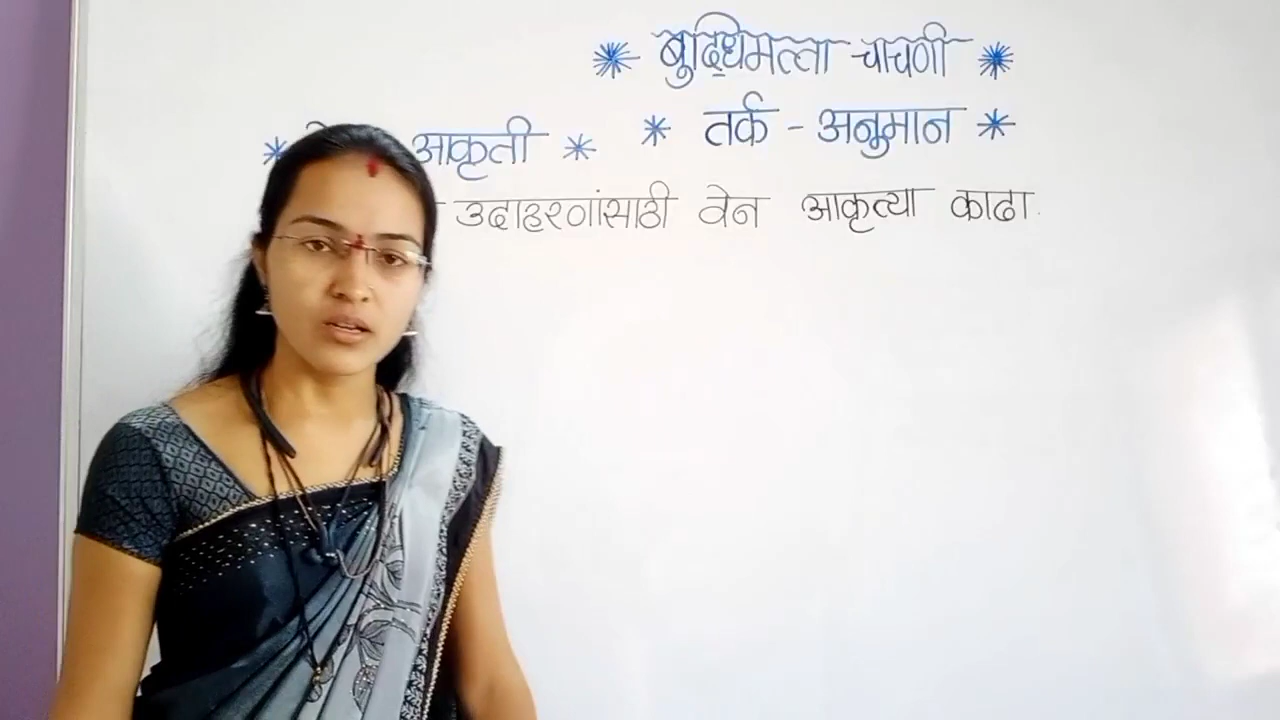 * बुद्धिमत्ता चाचणी *
* तर्क - अनुमान *
* आकृती *
उदाहरणांसाठी वेन आकृत्या काढा.